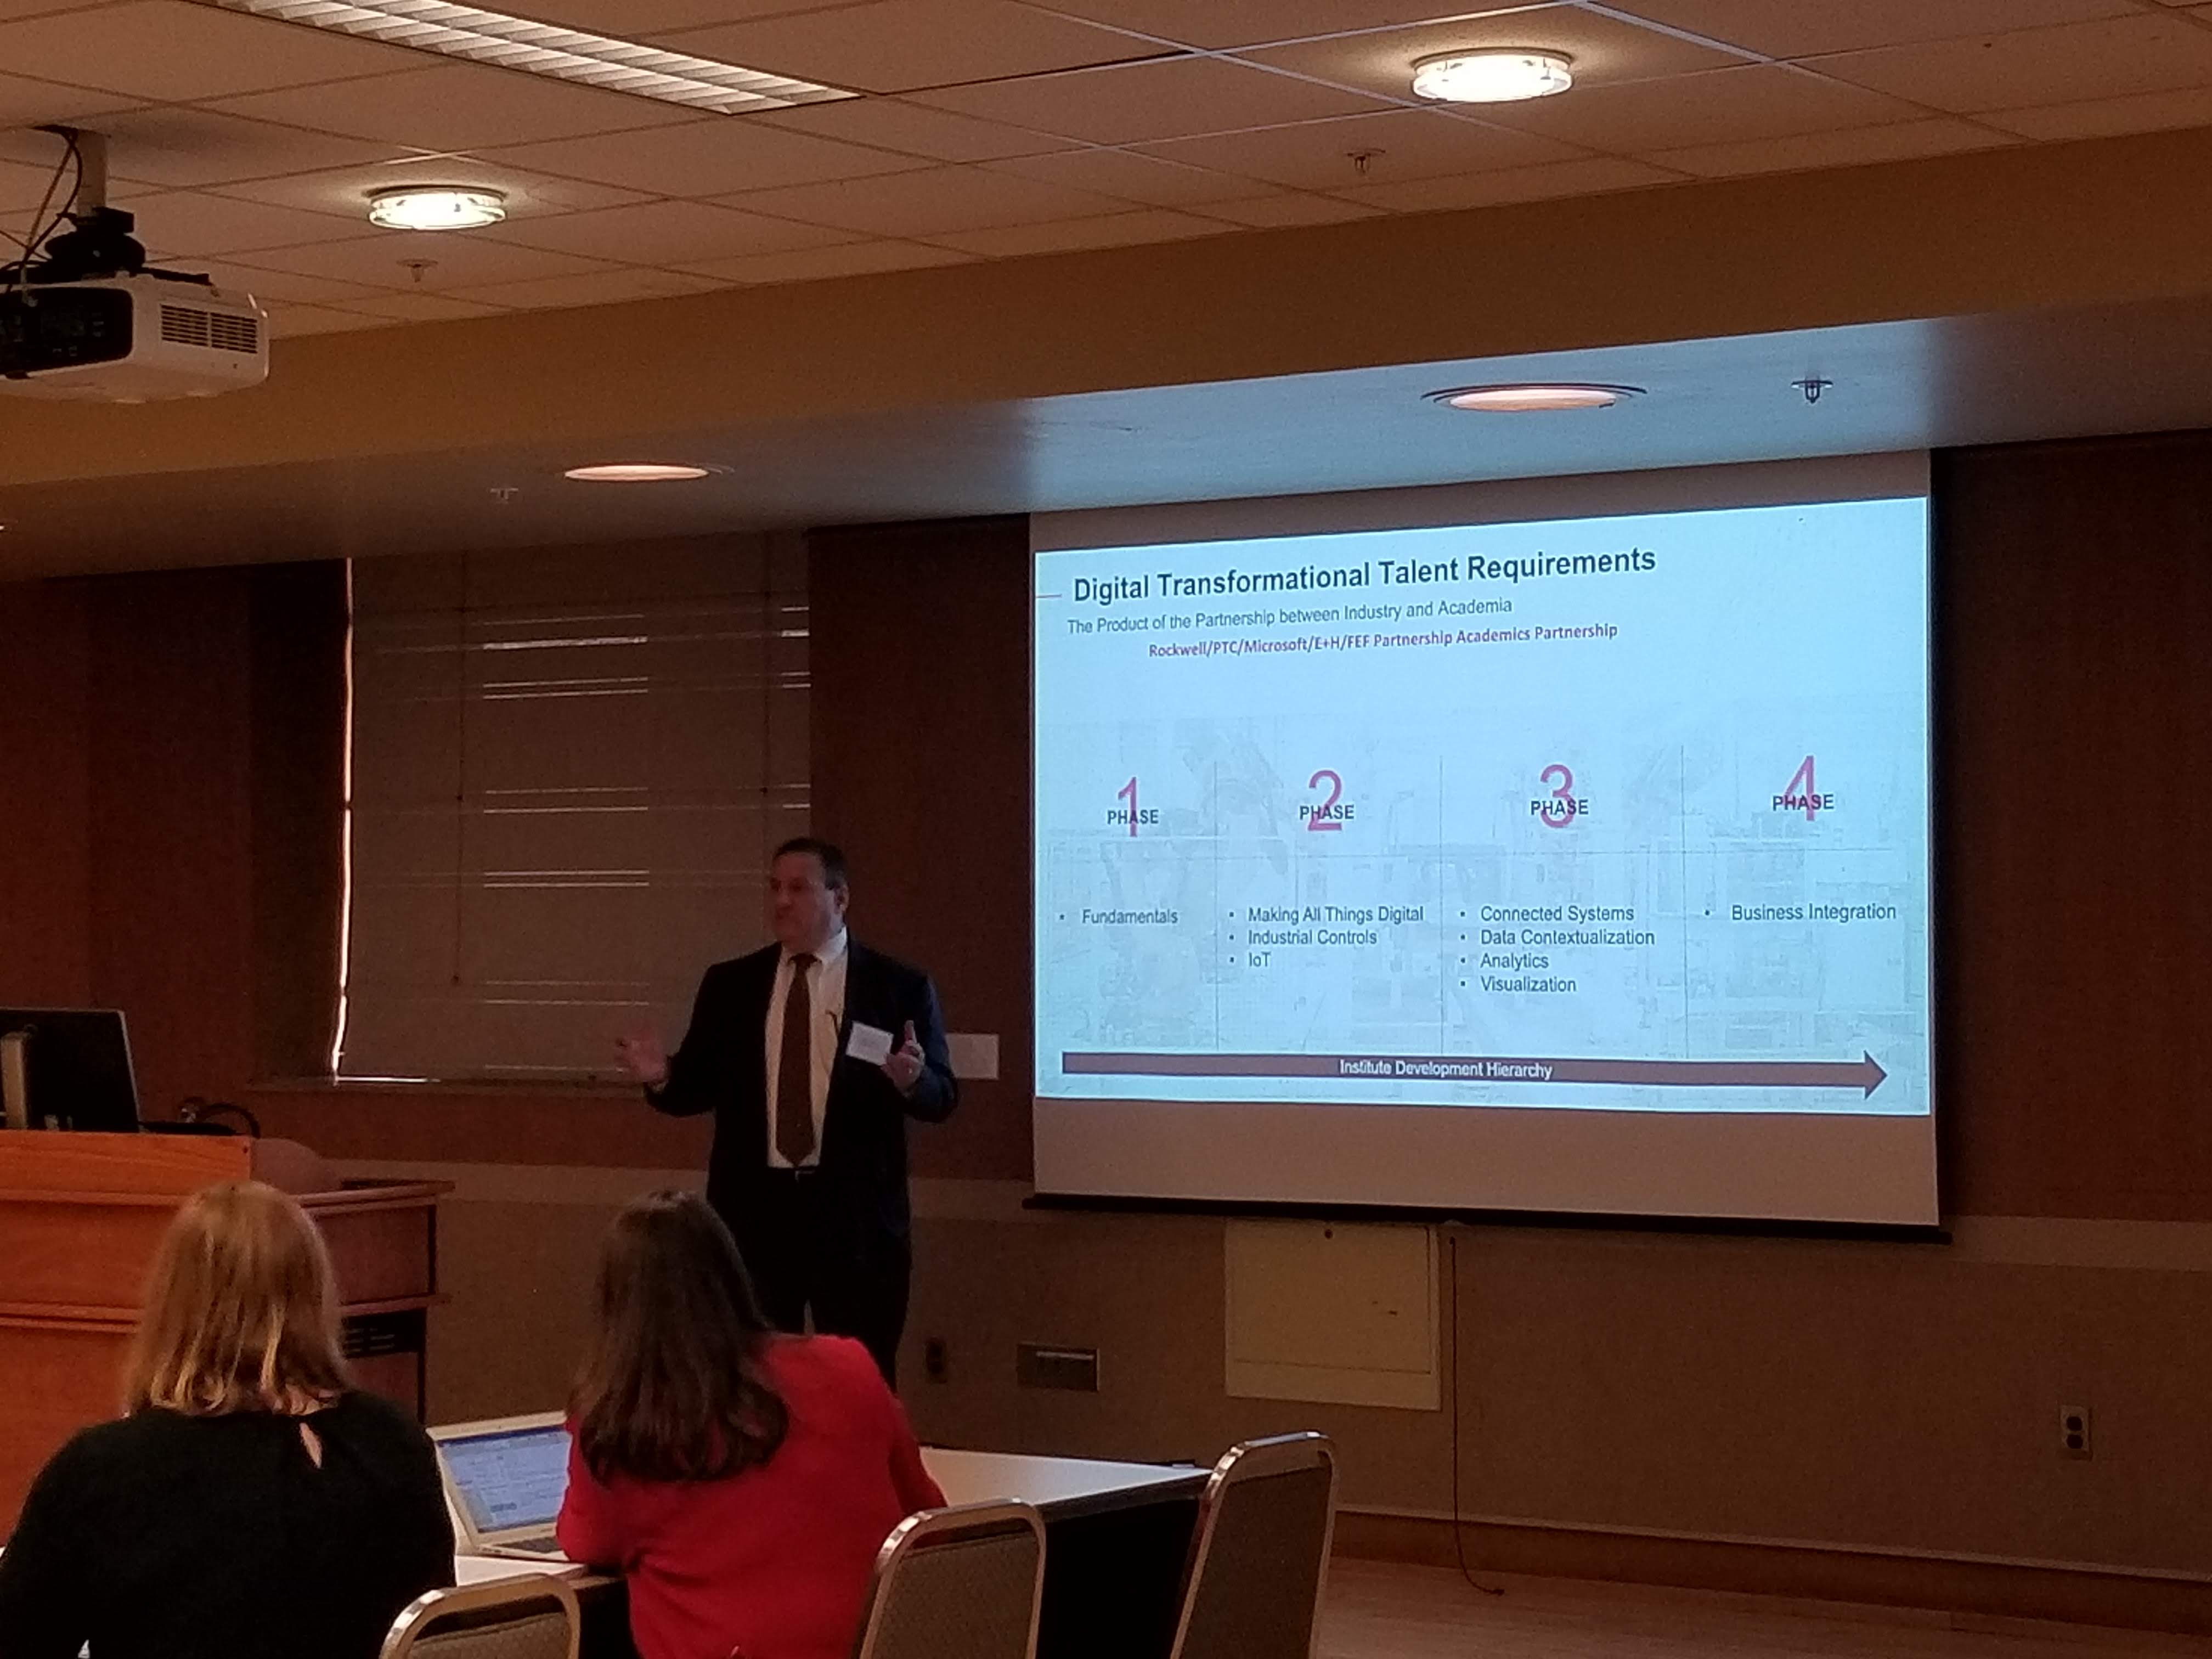 Digital Transformational Talent Requirements
The Product of the Partnership between Industry and Academia
Rockwell/PTC/Microsoft/E+H/FEF Partnership Academics Partnership
1
PHASE
2
PHASE
3
PHASE
4
PHASE
• Fundamentals
• Making All Things Digital
• Industrial Controls
• IoT
• Connected Systems
• Data Contextualization
• Analytics
• Visualization
• Business Integration
Institute Development Hierarchy